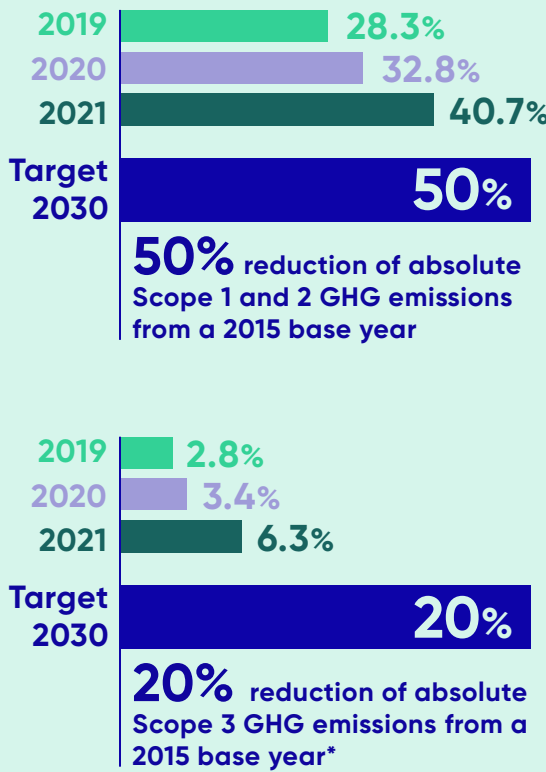 2019 28.3%
2020 32.8%
2021 40.7%
Target
2030
50%
50% reduction of absolute
Scope 1 and 2 GHG emissions
from a 2015 base year
2019 2.8%
2020 3.4%
2021 6.3%
Target
2030
20%
20% reduction of absolute
Scope 3 GHG emissions from a
2015 base year*